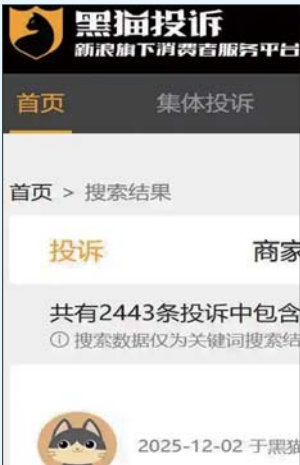 黑猫投诉
新浪旗下消费者服务平台
首页 集体投诉
首页 > 搜索结果
投诉 商家
共有2443条投诉中包含
① 搜索数据仅为关键词搜索结
2025-12-02 于黑猫